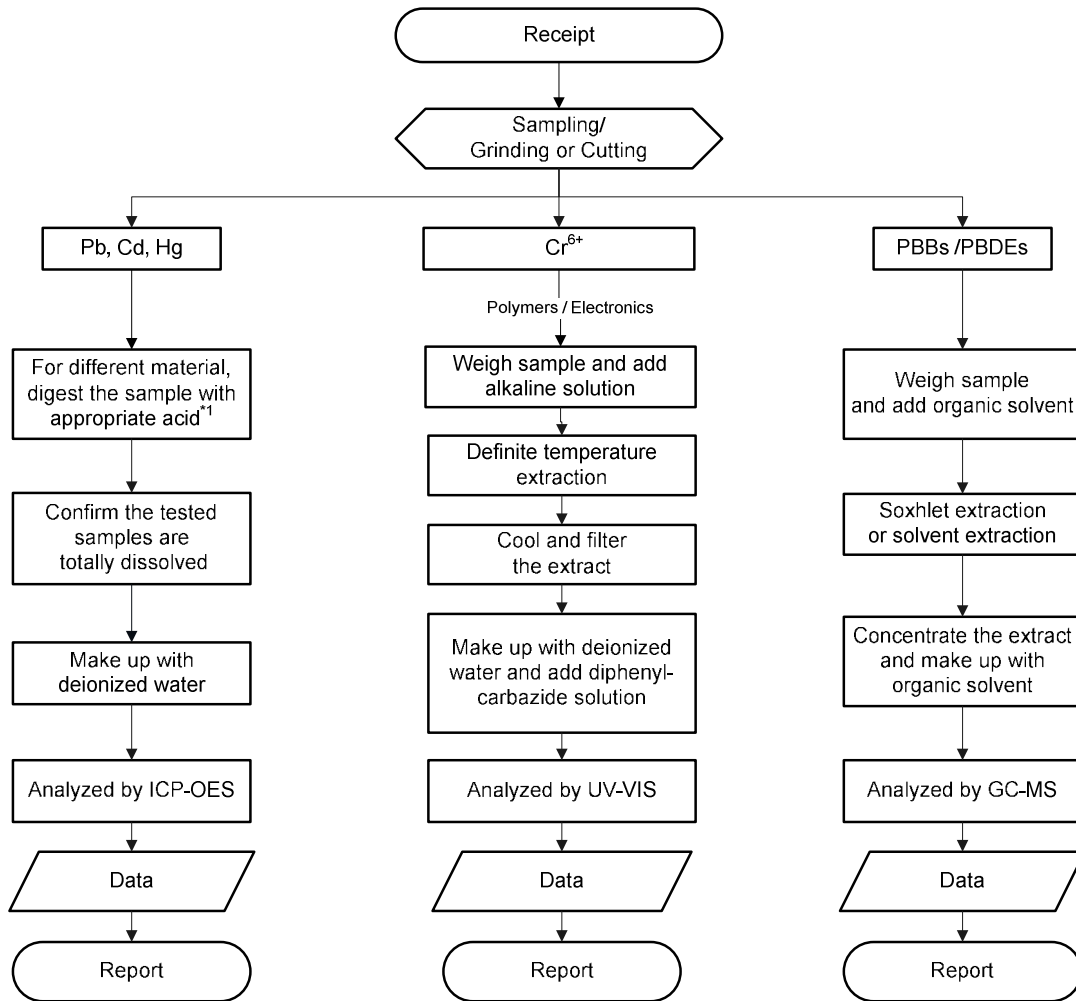 Receipt
Sampling/
Grinding or Cutting
Pb, Cd, Hg
For different material,
digest the sample with
appropriate acid*1
Confirm the tested
samples are
totally dissolved
Make up with
deionized water
Analyzed by ICP-OES
Data
Report
Cr6+
Polymers / Electronics
Weigh sample and add
alkaline solution
Definite temperature
extraction
Cool and filter
the extract
Make up with deionized
water and add diphenyl-
carbazide solution
Analyzed by UV-VIS
Data
Report
PBBs /PBDEs
Weigh sample
and add organic solvent
Soxhlet extraction
or solvent extraction
Concentrate the extract
and make up with
organic solvent
Analyzed by GC-MS
Data
Report